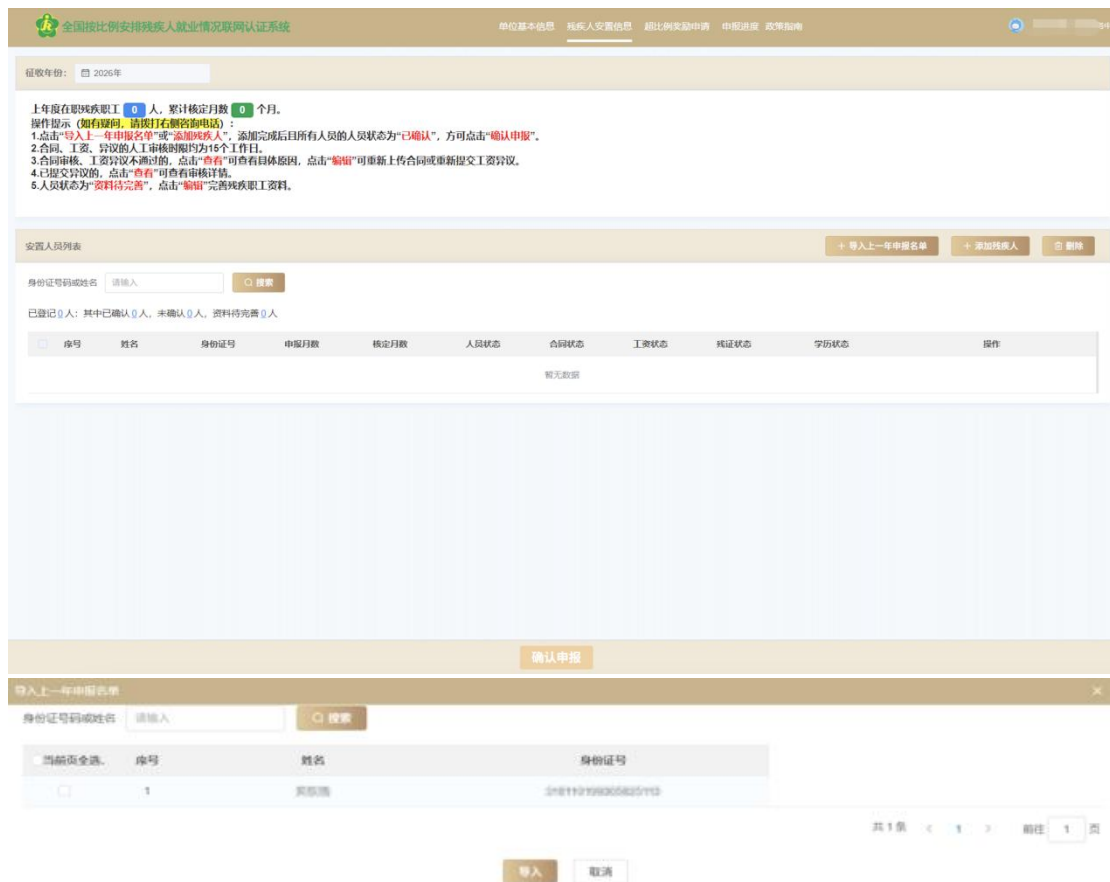 全国按比例安排残疾人就业情况联网认证系统 单位基本信息 残疾人安置信息 超比例奖励申请 申报进度 政策指南
征收年份： 2026年
上年度在职残疾职工 0 人，累计核定月数 0 个月。
操作提示（如有疑问，请拨打右侧咨询电话）：
1.点击“导入上一年申报名单”或“添加残疾人”，添加完成后且所有人员的人员状态为“已确认”，方可点击“确认申报”。
2.合同、工资、异议的人工审核时限均为15个工作日。
3.合同审核、工资异议不通过的，点击“查看”可查看具体原因，点击“编辑”可重新上传合同或重新提交工资异议。
4.已提交异议的，点击“查看”可查看审核详情。
5.人员状态为“资料待完善”，点击“编辑”完善残疾职工资料。
安置人员列表 + 导入上一年申报名单 + 添加残疾人 删除
身份证号码或姓名 请输入 搜索
已登记0人：其中已确认0人，未确认0人，资料待完善0人
序号 姓名 身份证号 申报月数 核定月数 人员状态 合同状态 工资状态 残证状态 学历状态 操作
暂无数据
确认申报
导入上一年申报名单
身份证号码或姓名 请输入 搜索
当前页全选. 序号 姓名 身份证号
1
共1条 < 1 > 前往 1 页
导入 取消